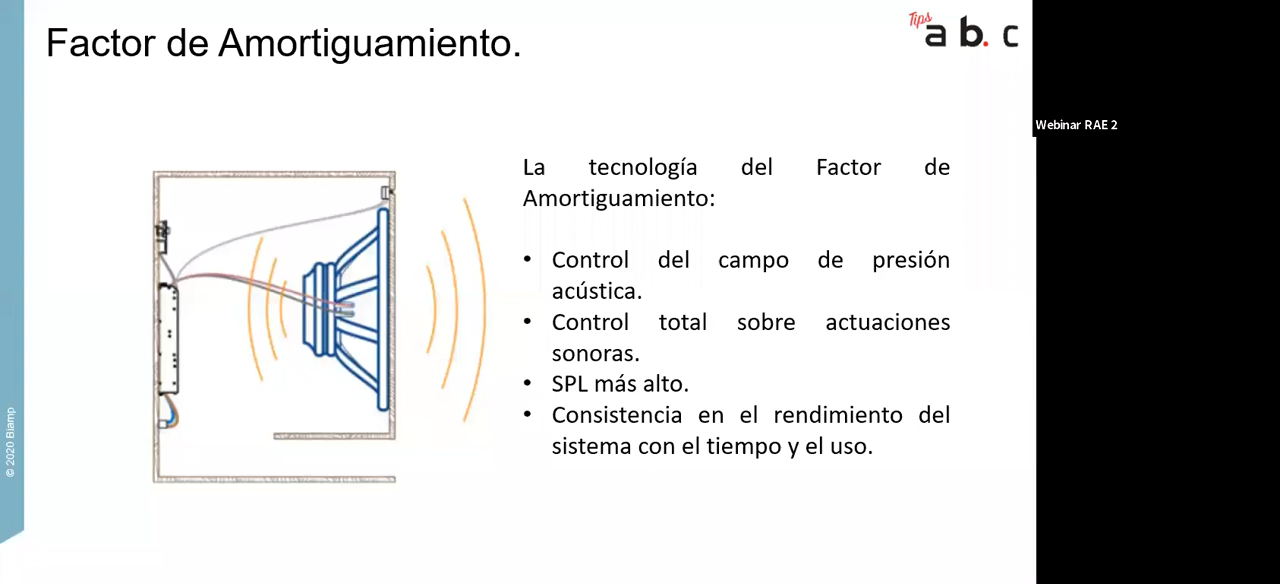 Factor de Amortiguamiento.
Tips
a b. c
Webinar RAE 2
La tecnología del Factor de
Amortiguamiento:
• Control del campo de presión
acústica.
• Control total sobre actuaciones
sonoras.
• SPL más alto.
• Consistencia en el rendimiento del
sistema con el tiempo y el uso.
© 2020 Biamp